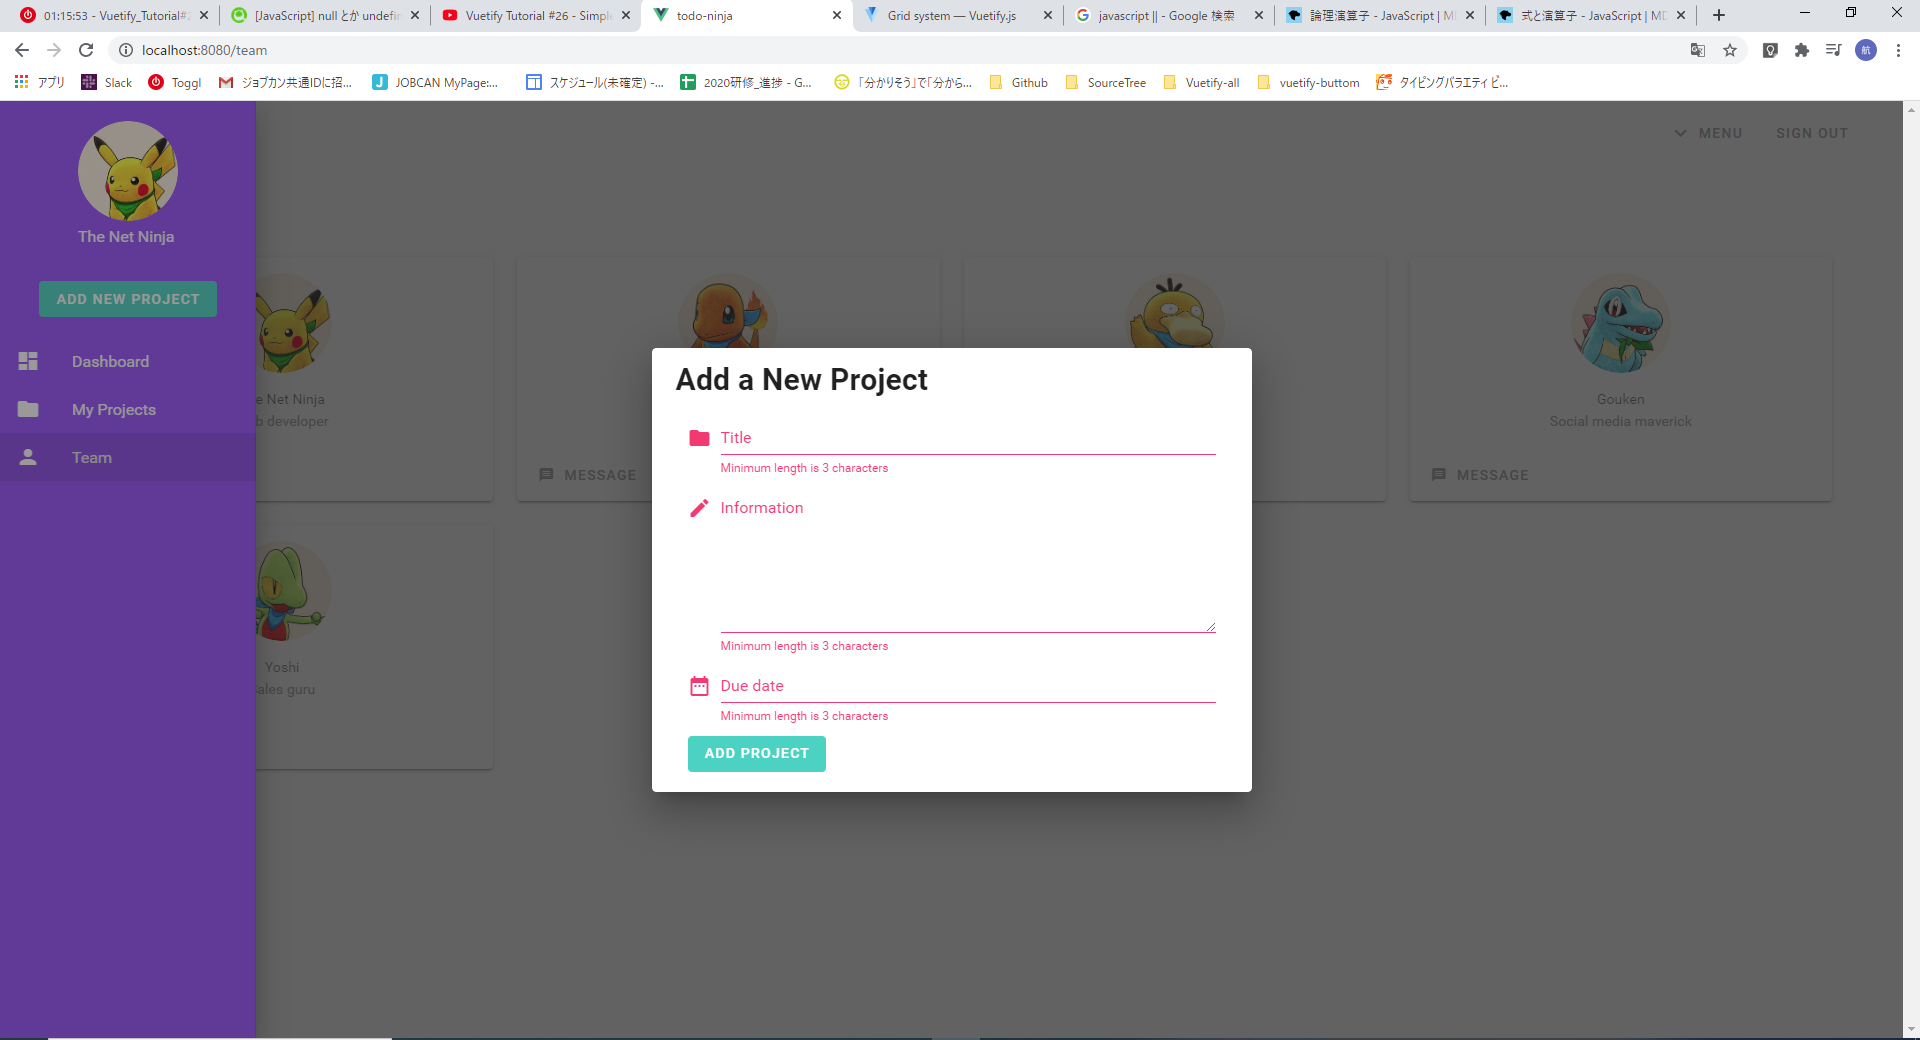 01:15:53 - Vuetify_Tutorial#
[JavaScript] null とか undefin
Vuetify Tutorial #26 - Simple
todo-ninja
Grid system — Vuetify.js
javascript || - Google 検索
論理演算子 - JavaScript | M
式と演算子 - JavaScript | MD
localhost:8080/team
航
アプリ
Slack
Toggl
ジョブカン共通IDに招...
JOBCAN MyPage:...
スケジュール(未確定) -...
2020研修_進捗 - G...
「分かりそう」で「分から...
Github
SourceTree
Vuetify-all
vuetify-buttom
タイピングバラエティ ビ...
MENU
SIGN OUT
The Net Ninja
ADD NEW PROJECT
Dashboard
My Projects
Team
e Net Ninja
b developer
MESSAGE
Gouken
Social media maverick
MESSAGE
Yoshi
ales guru
Add a New Project
Title
Minimum length is 3 characters
Information
Minimum length is 3 characters
Due date
Minimum length is 3 characters
ADD PROJECT